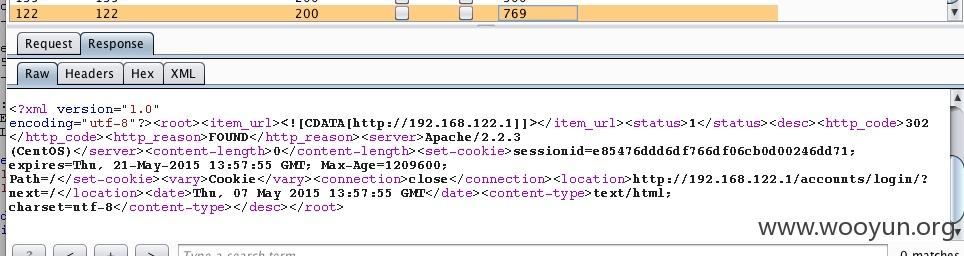 122 122 200 769
Request Response
Raw Headers Hex XML
<?xml version="1.0"
encoding="utf-8"?><root><item_url><![CDATA[http://192.168.122.1]]></item_url><status>1</status><desc><http_code>302
</http_code><http_reason>FOUND</http_reason><server>Apache/2.2.3
(CentOS)</server><content-length>0</content-length><set-cookie>sessionid=e85476ddd6df766df06cb0d00246dd71;
expires=Thu, 21-May-2015 13:57:55 GMT; Max-Age=1209600;
Path=/</set-cookie><vary>Cookie</vary><connection>close</connection><location>http://192.168.122.1/accounts/login/?
next=/</location><date>Thu, 07 May 2015 13:57:55 GMT</date><content-type>text/html;
charset=utf-8</content-type></desc></root>
www.wooyun.org
? < + > Type a search term 0 matches